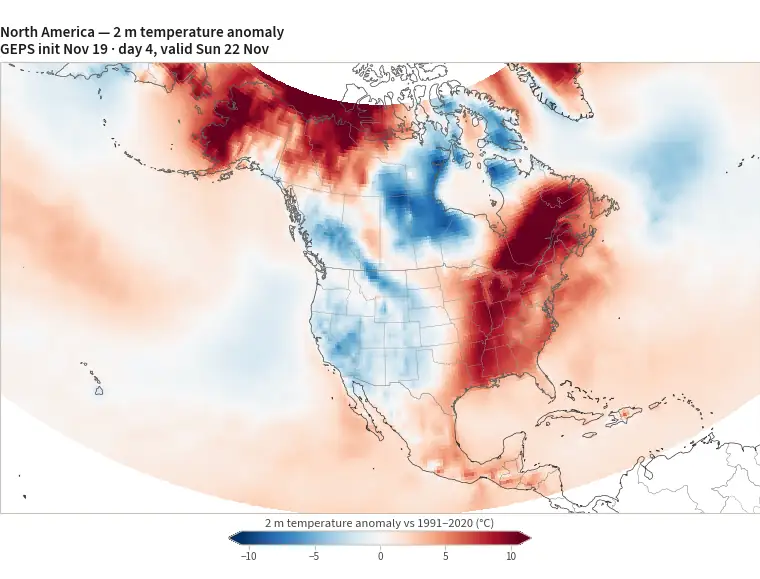 North America — 2 m temperature anomaly
GEPS init Nov 19 · day 4, valid Sun 22 Nov
2 m temperature anomaly vs 1991–2020 (°C)
−10 −5 0 5 10